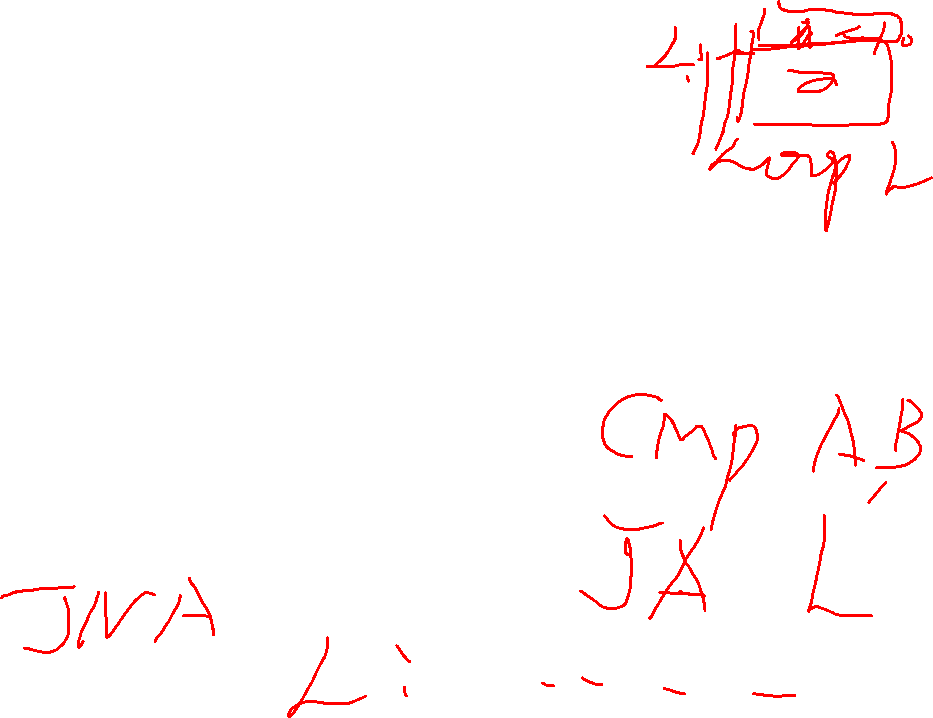 L:
Loop L
Cmp A,B
JA L
JNA
L: -- -- - --